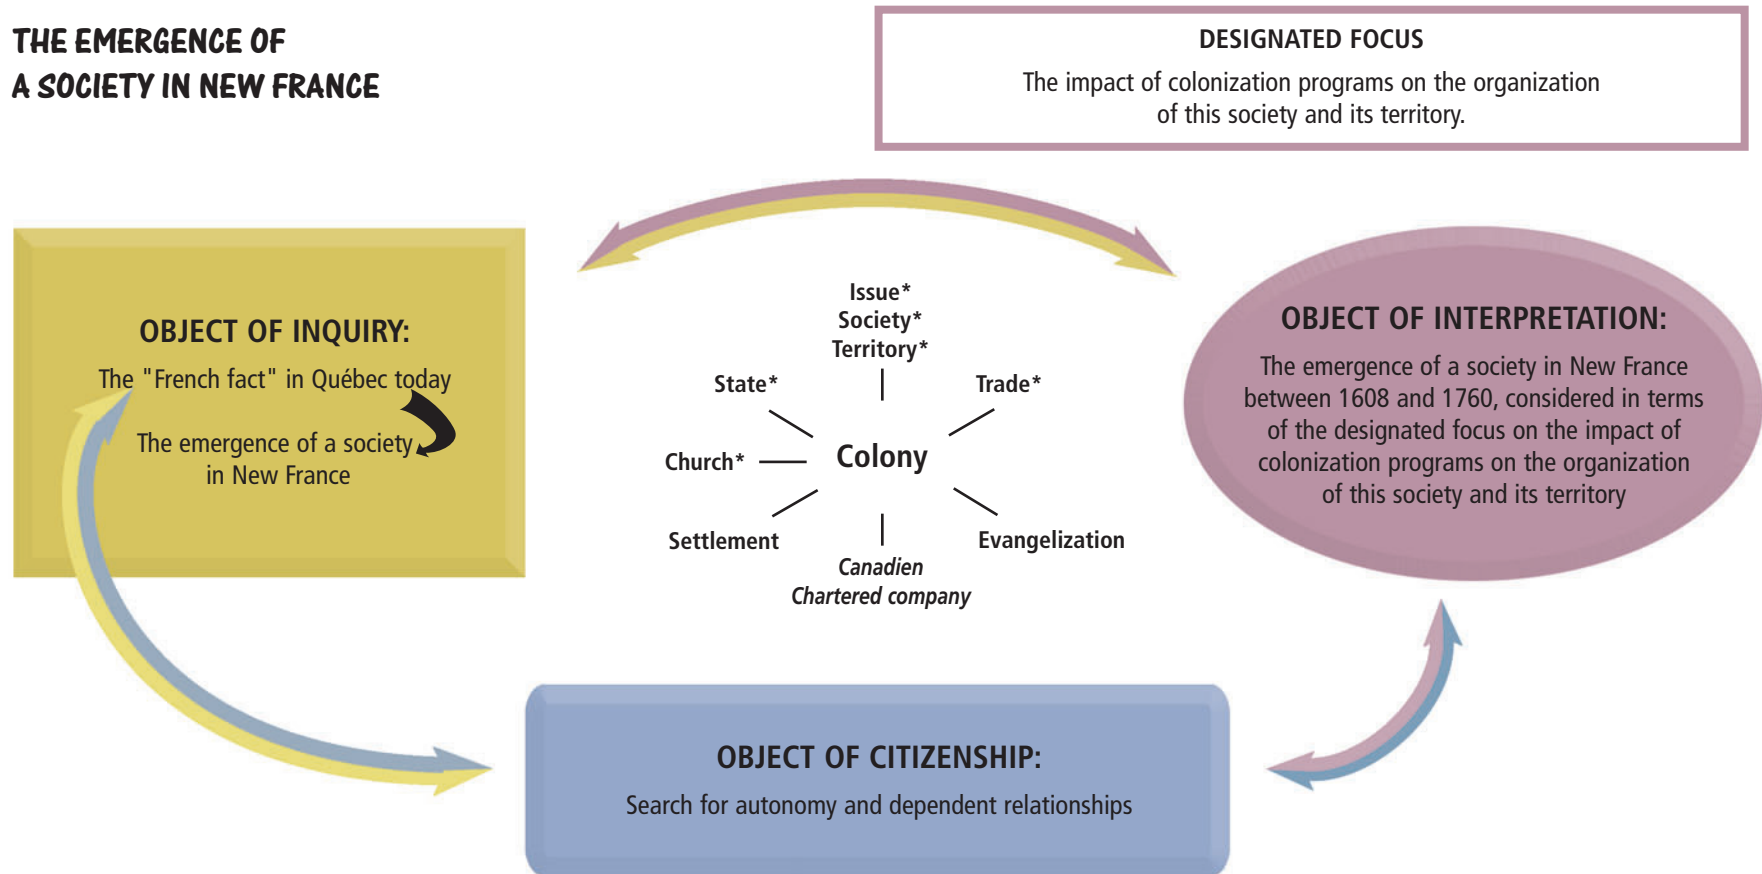 THE EMERGENCE OF
A SOCIETY IN NEW FRANCE
DESIGNATED FOCUS
The impact of colonization programs on the organization
of this society and its territory.
OBJECT OF INQUIRY:
The "French fact" in Québec today
The emergence of a society
in New France
Issue*
Society*
Territory*
State*
Trade*
Church*
Colony
Settlement
Evangelization
Canadien
Chartered company
OBJECT OF INTERPRETATION:
The emergence of a society in New France
between 1608 and 1760, considered in terms
of the designated focus on the impact of
colonization programs on the organization
of this society and its territory
OBJECT OF CITIZENSHIP:
Search for autonomy and dependent relationships